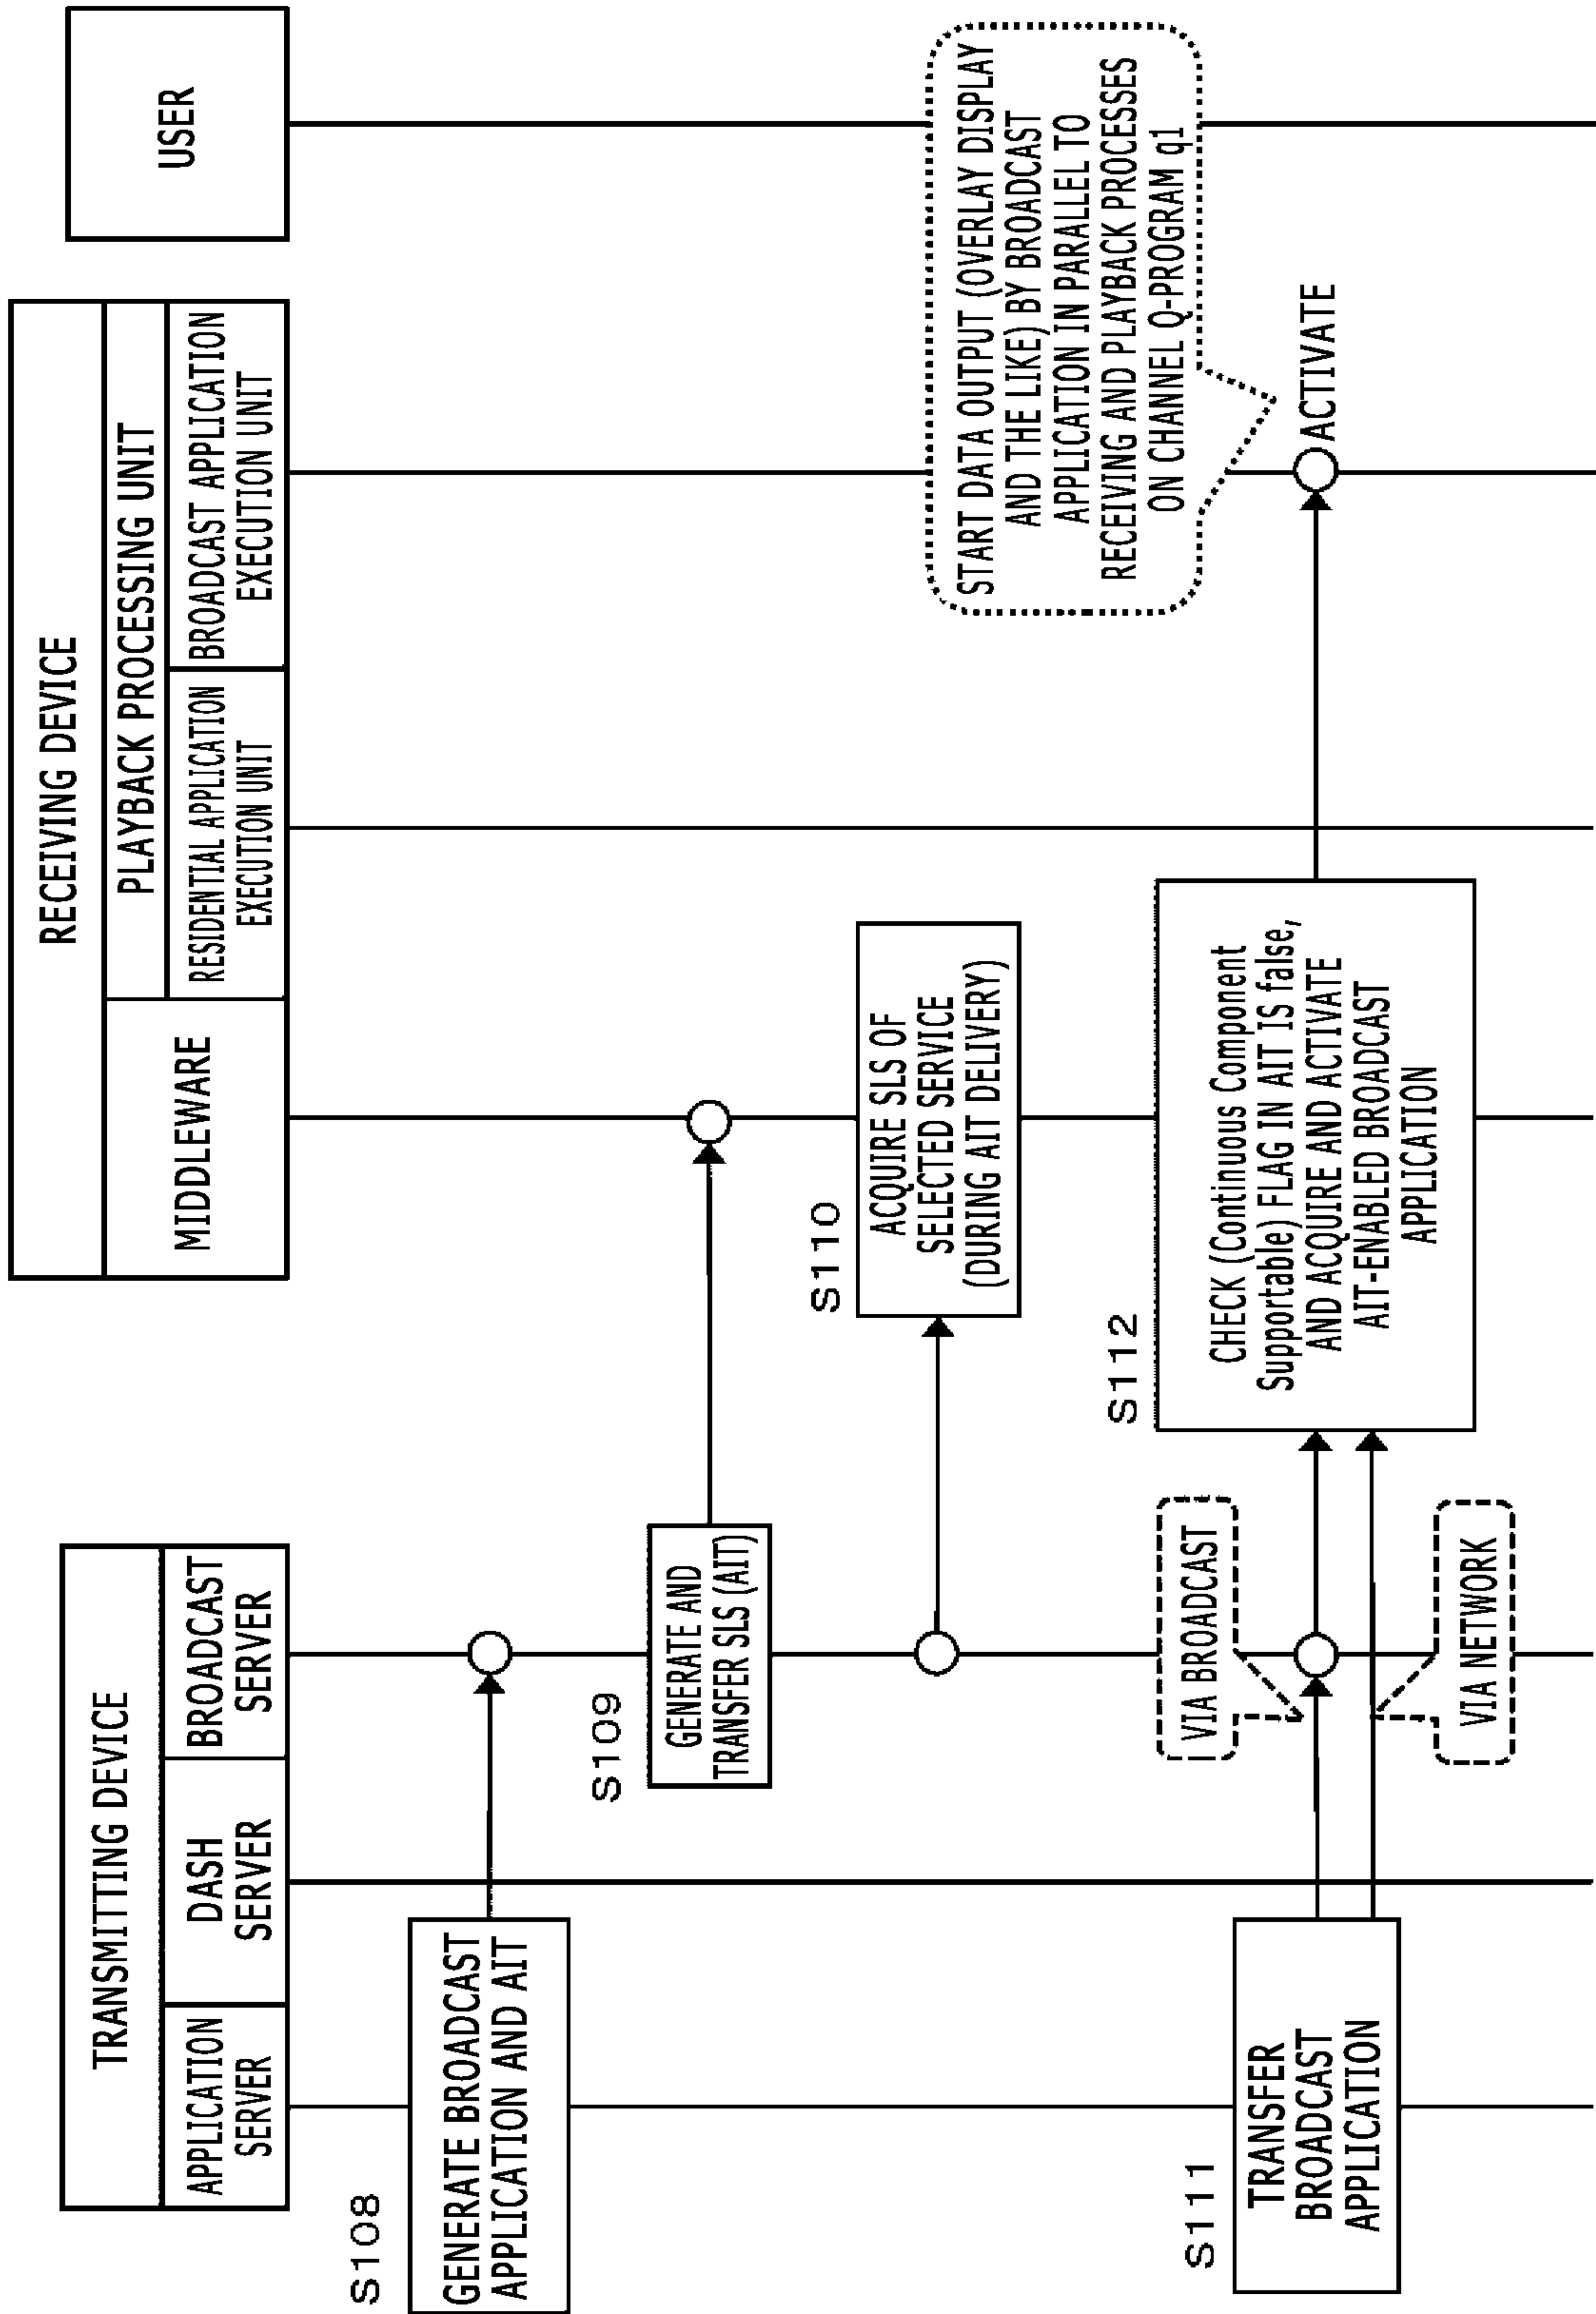 TRANSMITTING DEVICE
APPLICATION
SERVER
DASH
SERVER
BROADCAST
SERVER
RECEIVING DEVICE
MIDDLEWARE
PLAYBACK PROCESSING UNIT
RESIDENTIAL APPLICATION
EXECUTION UNIT
BROADCAST APPLICATION
EXECUTION UNIT
USER
S108
GENERATE BROADCAST
APPLICATION AND AIT
S109
GENERATE AND
TRANSFER SLS (AIT)
S110
ACQUIRE SLS OF
SELECTED SERVICE
(DURING AIT DELIVERY)
START DATA OUTPUT (OVERLAY DISPLAY
AND THE LIKE) BY BROADCAST
APPLICATION IN PARALLEL TO
RECEIVING AND PLAYBACK PROCESSES
ON CHANNEL Q-PROGRAM q1
S111
TRANSFER
BROADCAST
APPLICATION
VIA BROADCAST
VIA NETWORK
S112
CHECK (Continuous Component
Supportable) FLAG IN AIT IS false,
AND ACQUIRE AND ACTIVATE
AIT-ENABLED BROADCAST
APPLICATION
ACTIVATE